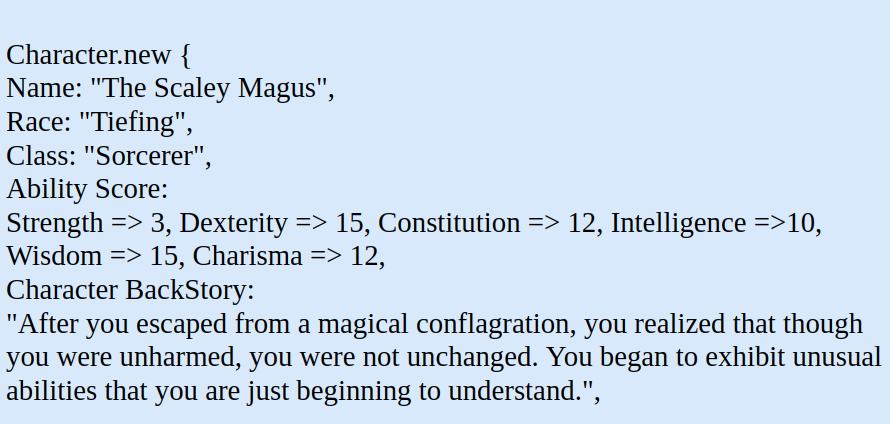 Character.new {
Name: "The Scaley Magus",
Race: "Tiefing",
Class: "Sorcerer",
Ability Score:
Strength => 3, Dexterity => 15, Constitution => 12, Intelligence =>10,
Wisdom => 15, Charisma => 12,
Character BackStory:
"After you escaped from a magical conflagration, you realized that though
you were unharmed, you were not unchanged. You began to exhibit unusual
abilities that you are just beginning to understand.",